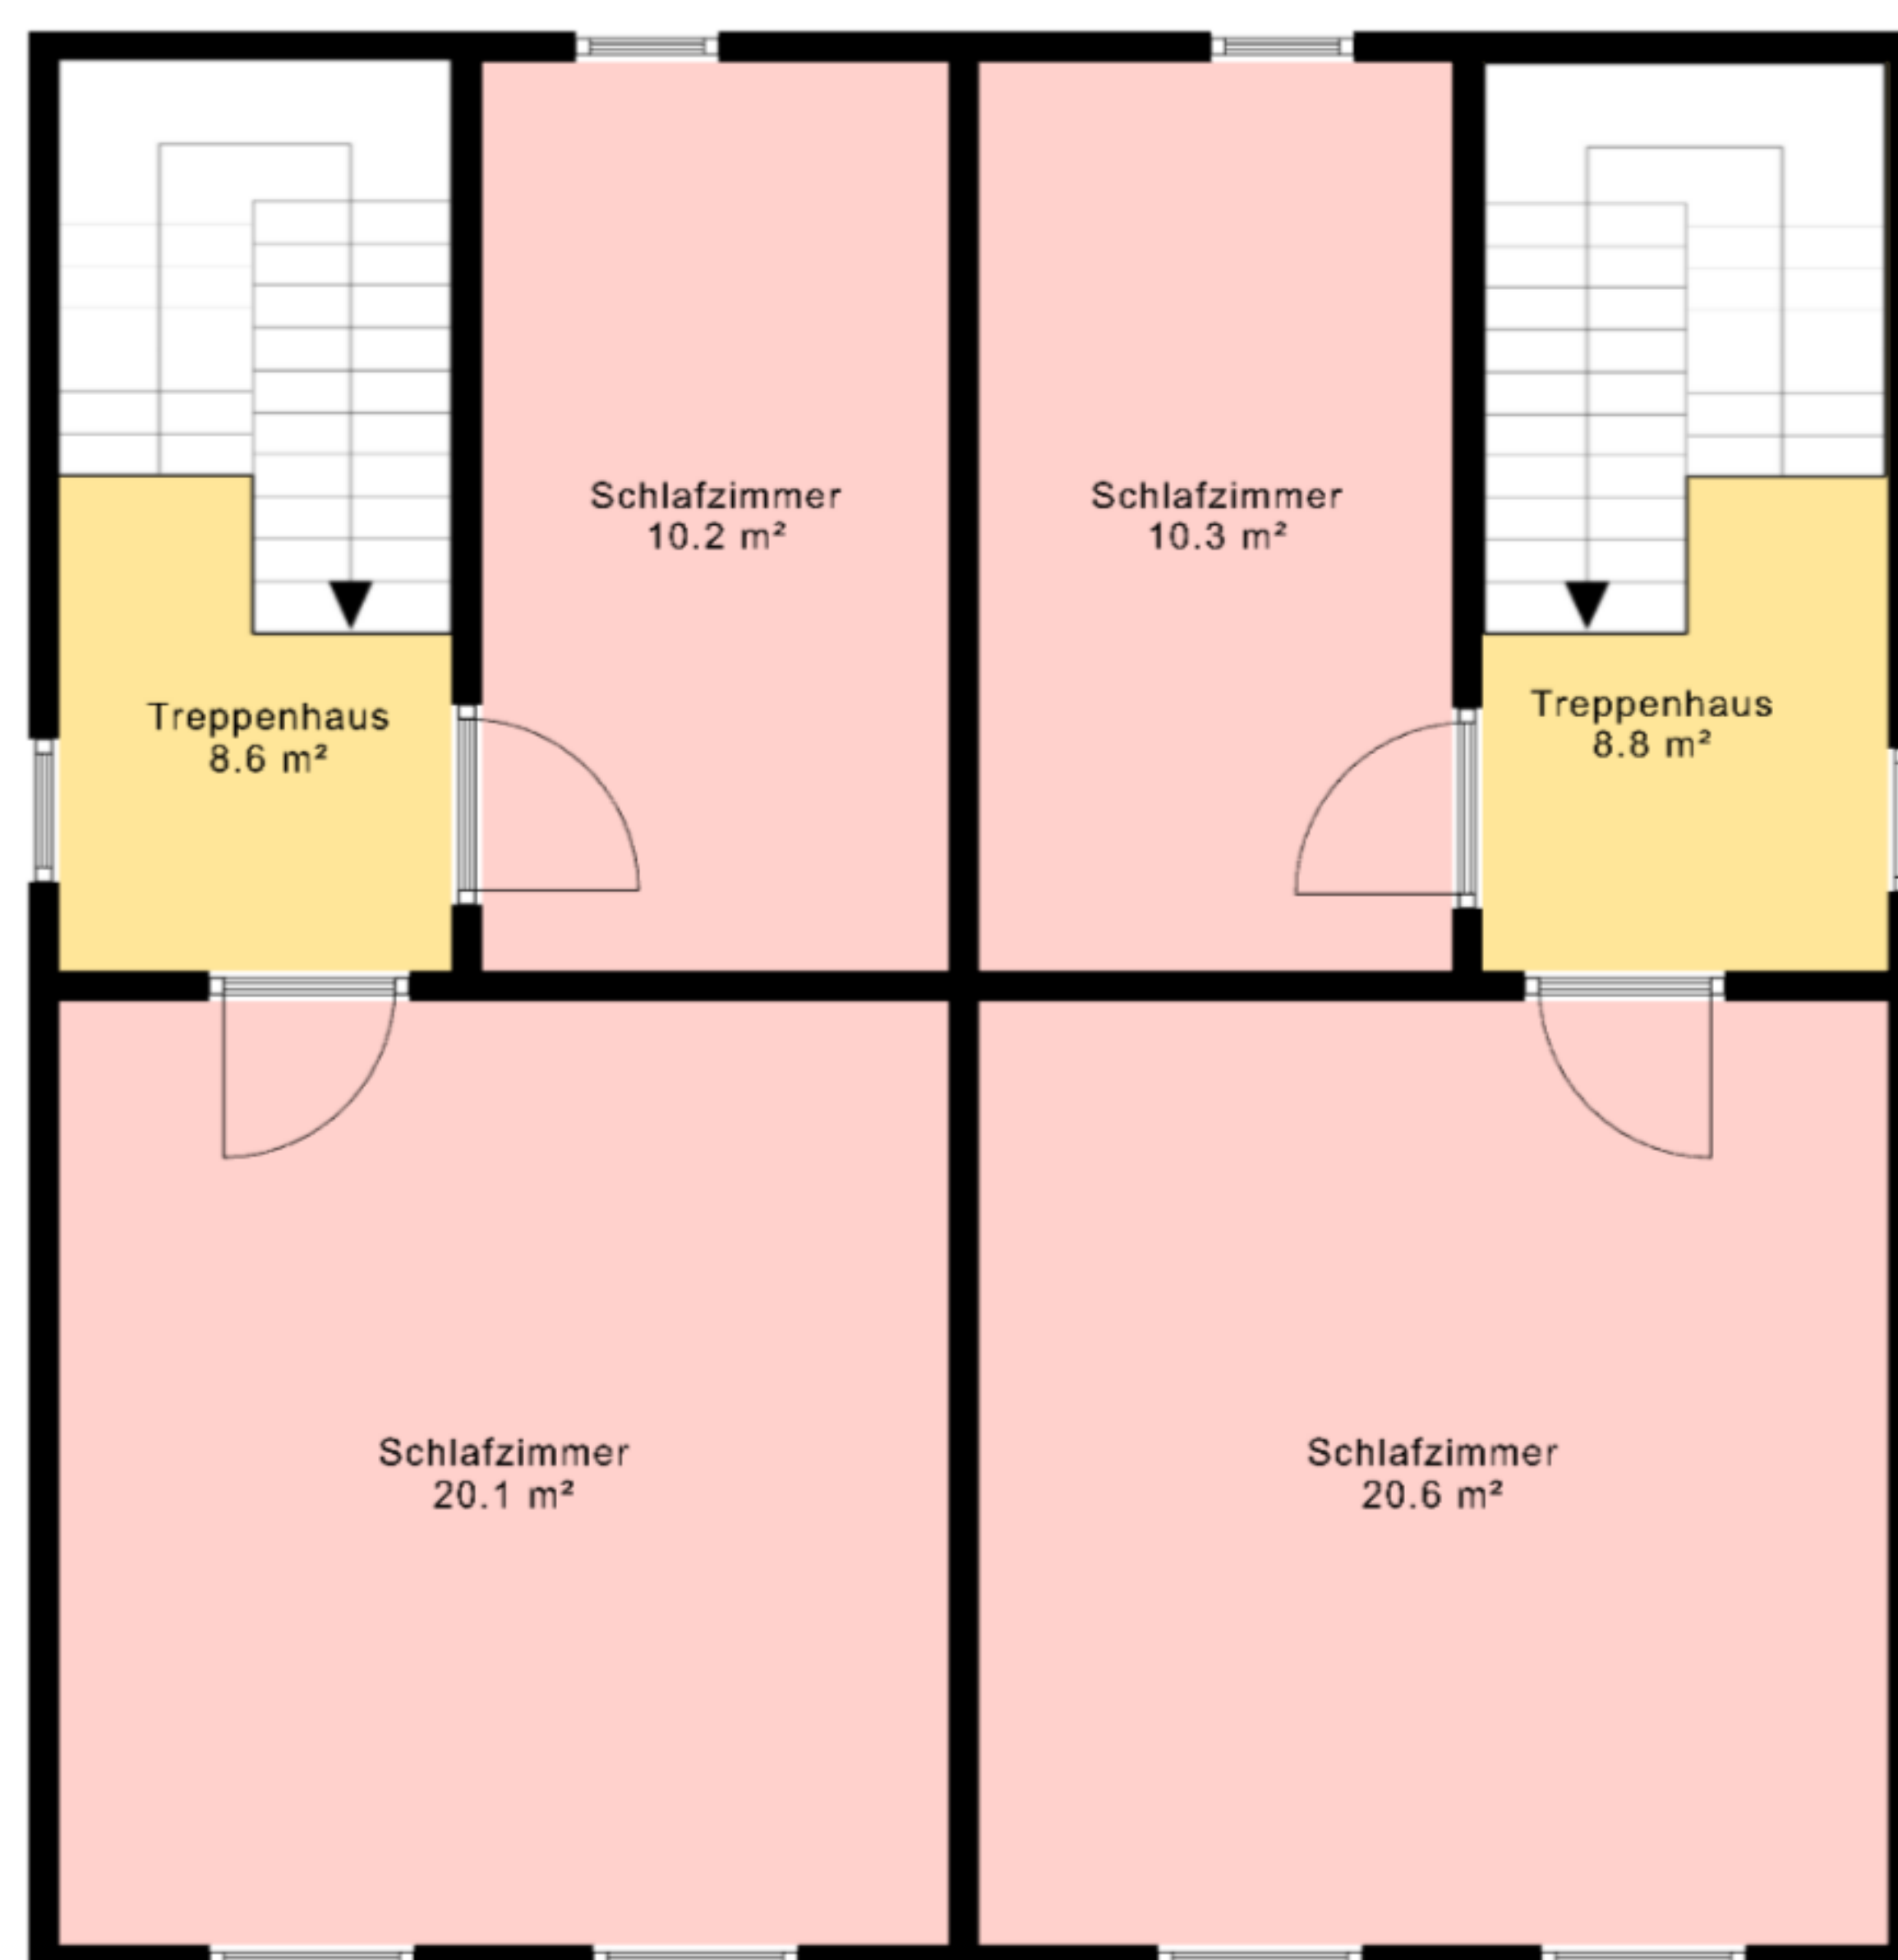 Schlafzimmer
10.2 m²
Schlafzimmer
10.3 m²
Treppenhaus
8.6 m²
Treppenhaus
8.8 m²
Schlafzimmer
20.1 m²
Schlafzimmer
20.6 m²